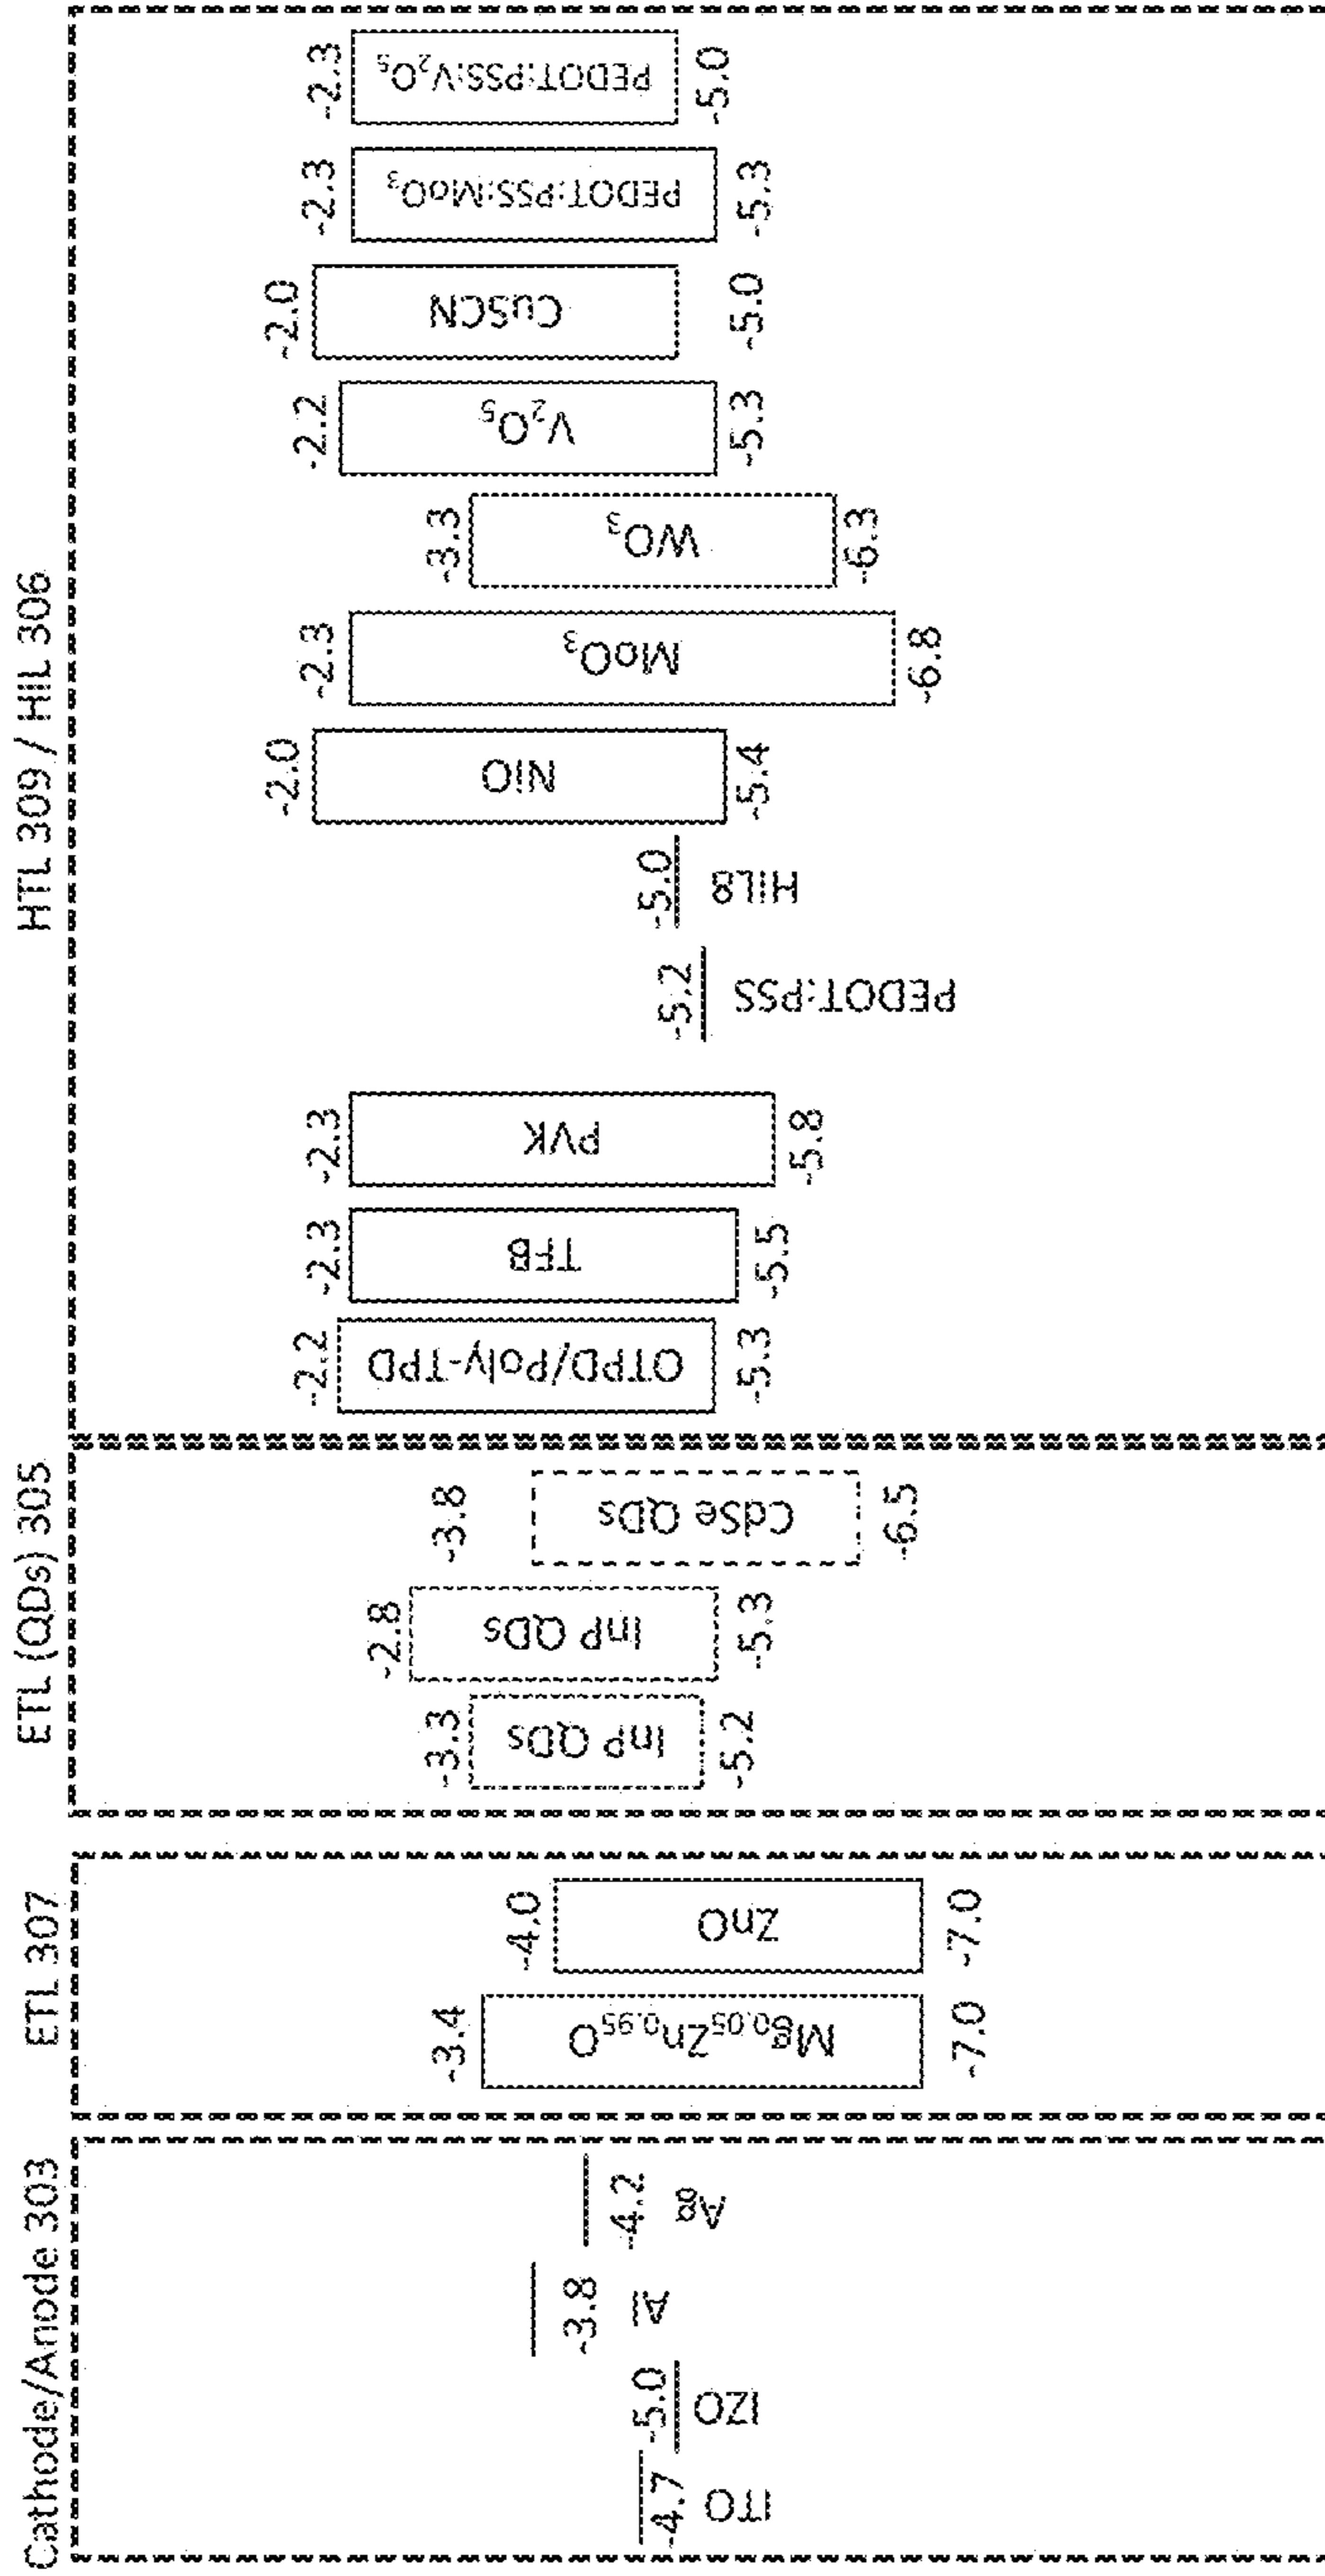 Cathode/Anode 303
-4.7
ITO
-5.0
IZO
-3.8
Al
-4.2
Ag
ETL 307
-3.4
Mg0.05Zn0.95O
-7.0
-4.0
ZnO
-7.0
ETL (QDs) 305
-3.3
InP QDs
-5.2
-2.8
InP QDs
-5.3
-3.8
CdSe QDs
-6.5
HTL 309 / HIL 306
-2.2
OTPD/Poly-TPD
-5.3
-2.3
TFB
-5.5
-2.3
PVK
-5.8
-5.2
PEDOT:PSS
-5.0
HIL8
-2.0
NiO
-5.4
-2.3
MoO3
-6.8
-3.3
WO3
-6.3
-2.2
V2O5
-5.3
-2.0
CuSCN
-5.0
-2.3
PEDOT:PSS:MoO3
-5.3
-2.3
PEDOT:PSS:V2O5
-5.0